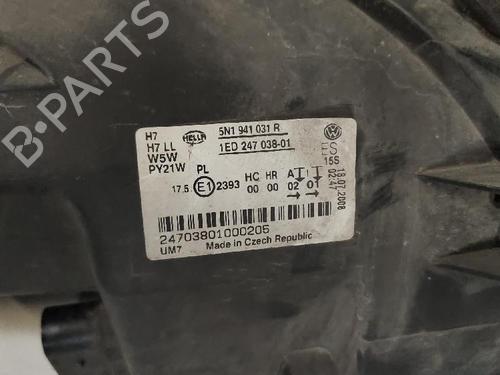 H7
H7 LL
W5W
PY21W
HELLA
5N1 941 031 R
1ED 247 038-01
ES
15S
PL
17.5 E1 2393
HC HR A
00 00 02 01
18.07.2008
02:47
24703801000205
UM7 Made in Czech Republic
B-PARTS